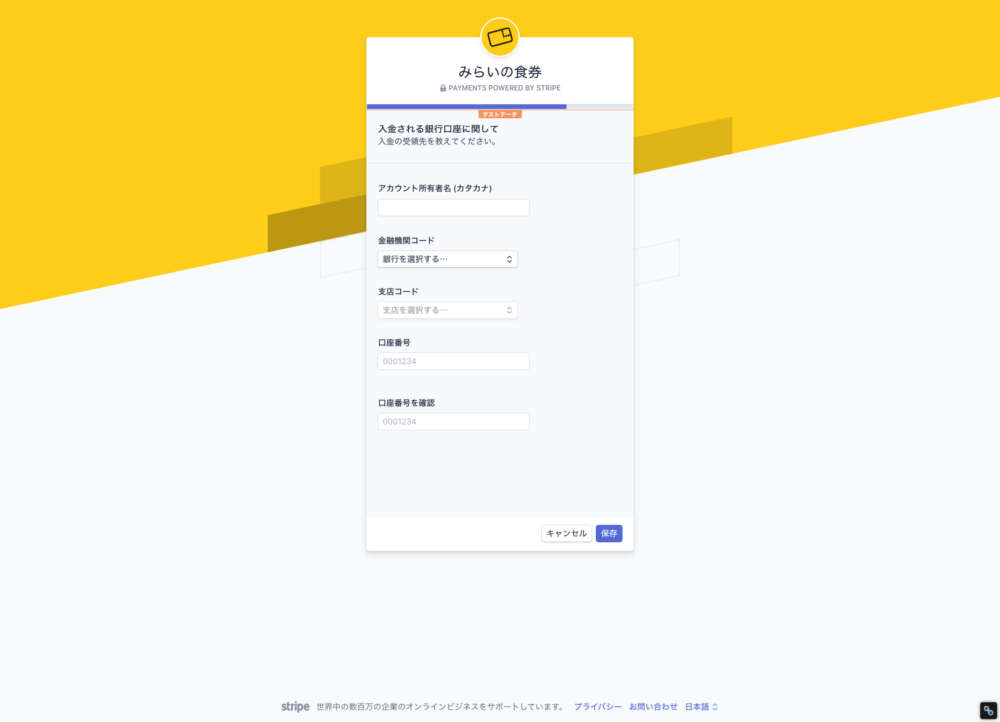 みらいの食券
PAYMENTS POWERED BY STRIPE
テストデータ
入金される銀行口座に関して
入金の受領先を教えてください。
アカウント所有者名 (カタカナ)
金融機関コード
銀行を選択する…
支店コード
支店を選択する…
口座番号
0001234
口座番号を確認
0001234
キャンセル 保存
stripe 世界中の数百万の企業のオンラインビジネスをサポートしています。 プライバシー お問い合わせ 日本語